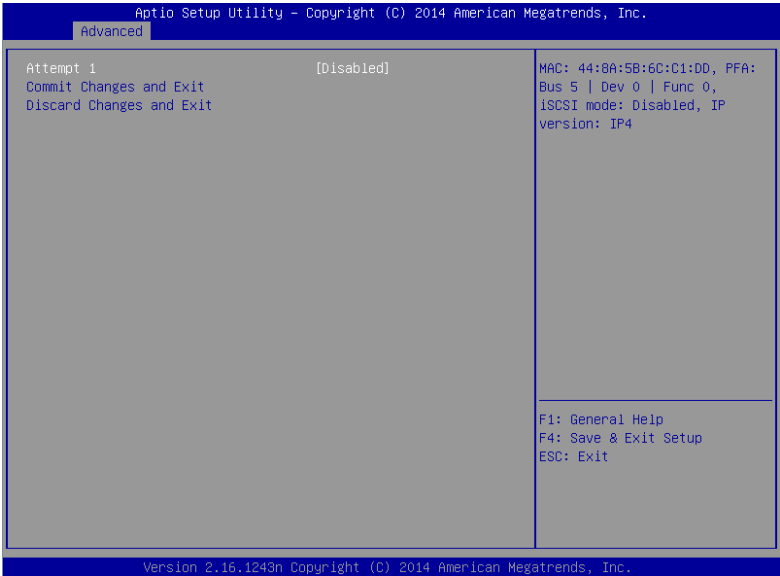 Aptio Setup Utility – Copyright (C) 2014 American Megatrends, Inc.
Advanced
Attempt 1 [Disabled]
Commit Changes and Exit
Discard Changes and Exit
MAC: 44:8A:5B:6C:C1:DD, PFA:
Bus 5 | Dev 0 | Func 0,
iSCSI mode: Disabled, IP
version: IP4
F1: General Help
F4: Save & Exit Setup
ESC: Exit
Version 2.16.1243n Copyright (C) 2014 American Megatrends, Inc.